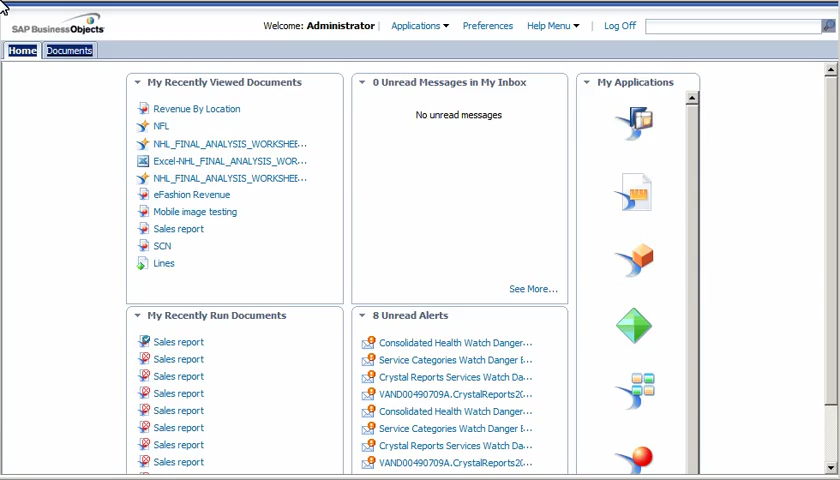 SAP BusinessObjects
Welcome: Administrator
Applications
Preferences
Help Menu
Log Off
Home
Documents
My Recently Viewed Documents
Revenue By Location
NFL
NHL_FINAL_ANALYSIS_WORKSHEE...
Excel-NHL_FINAL_ANALYSIS_WOR...
NHL_FINAL_ANALYSIS_WORKSHEE...
eFashion Revenue
Mobile image testing
Sales report
SCN
Lines
0 Unread Messages in My Inbox
No unread messages
See More...
My Applications
My Recently Run Documents
Sales report
Sales report
Sales report
Sales report
Sales report
Sales report
Sales report
Sales report
8 Unread Alerts
Consolidated Health Watch Danger...
Service Categories Watch Danger E...
Crystal Reports Services Watch Da...
VAND00490709A.CrystalReports20...
Consolidated Health Watch Danger...
Service Categories Watch Danger E...
Crystal Reports Services Watch Da...
VAND00490709A.CrystalReports20...